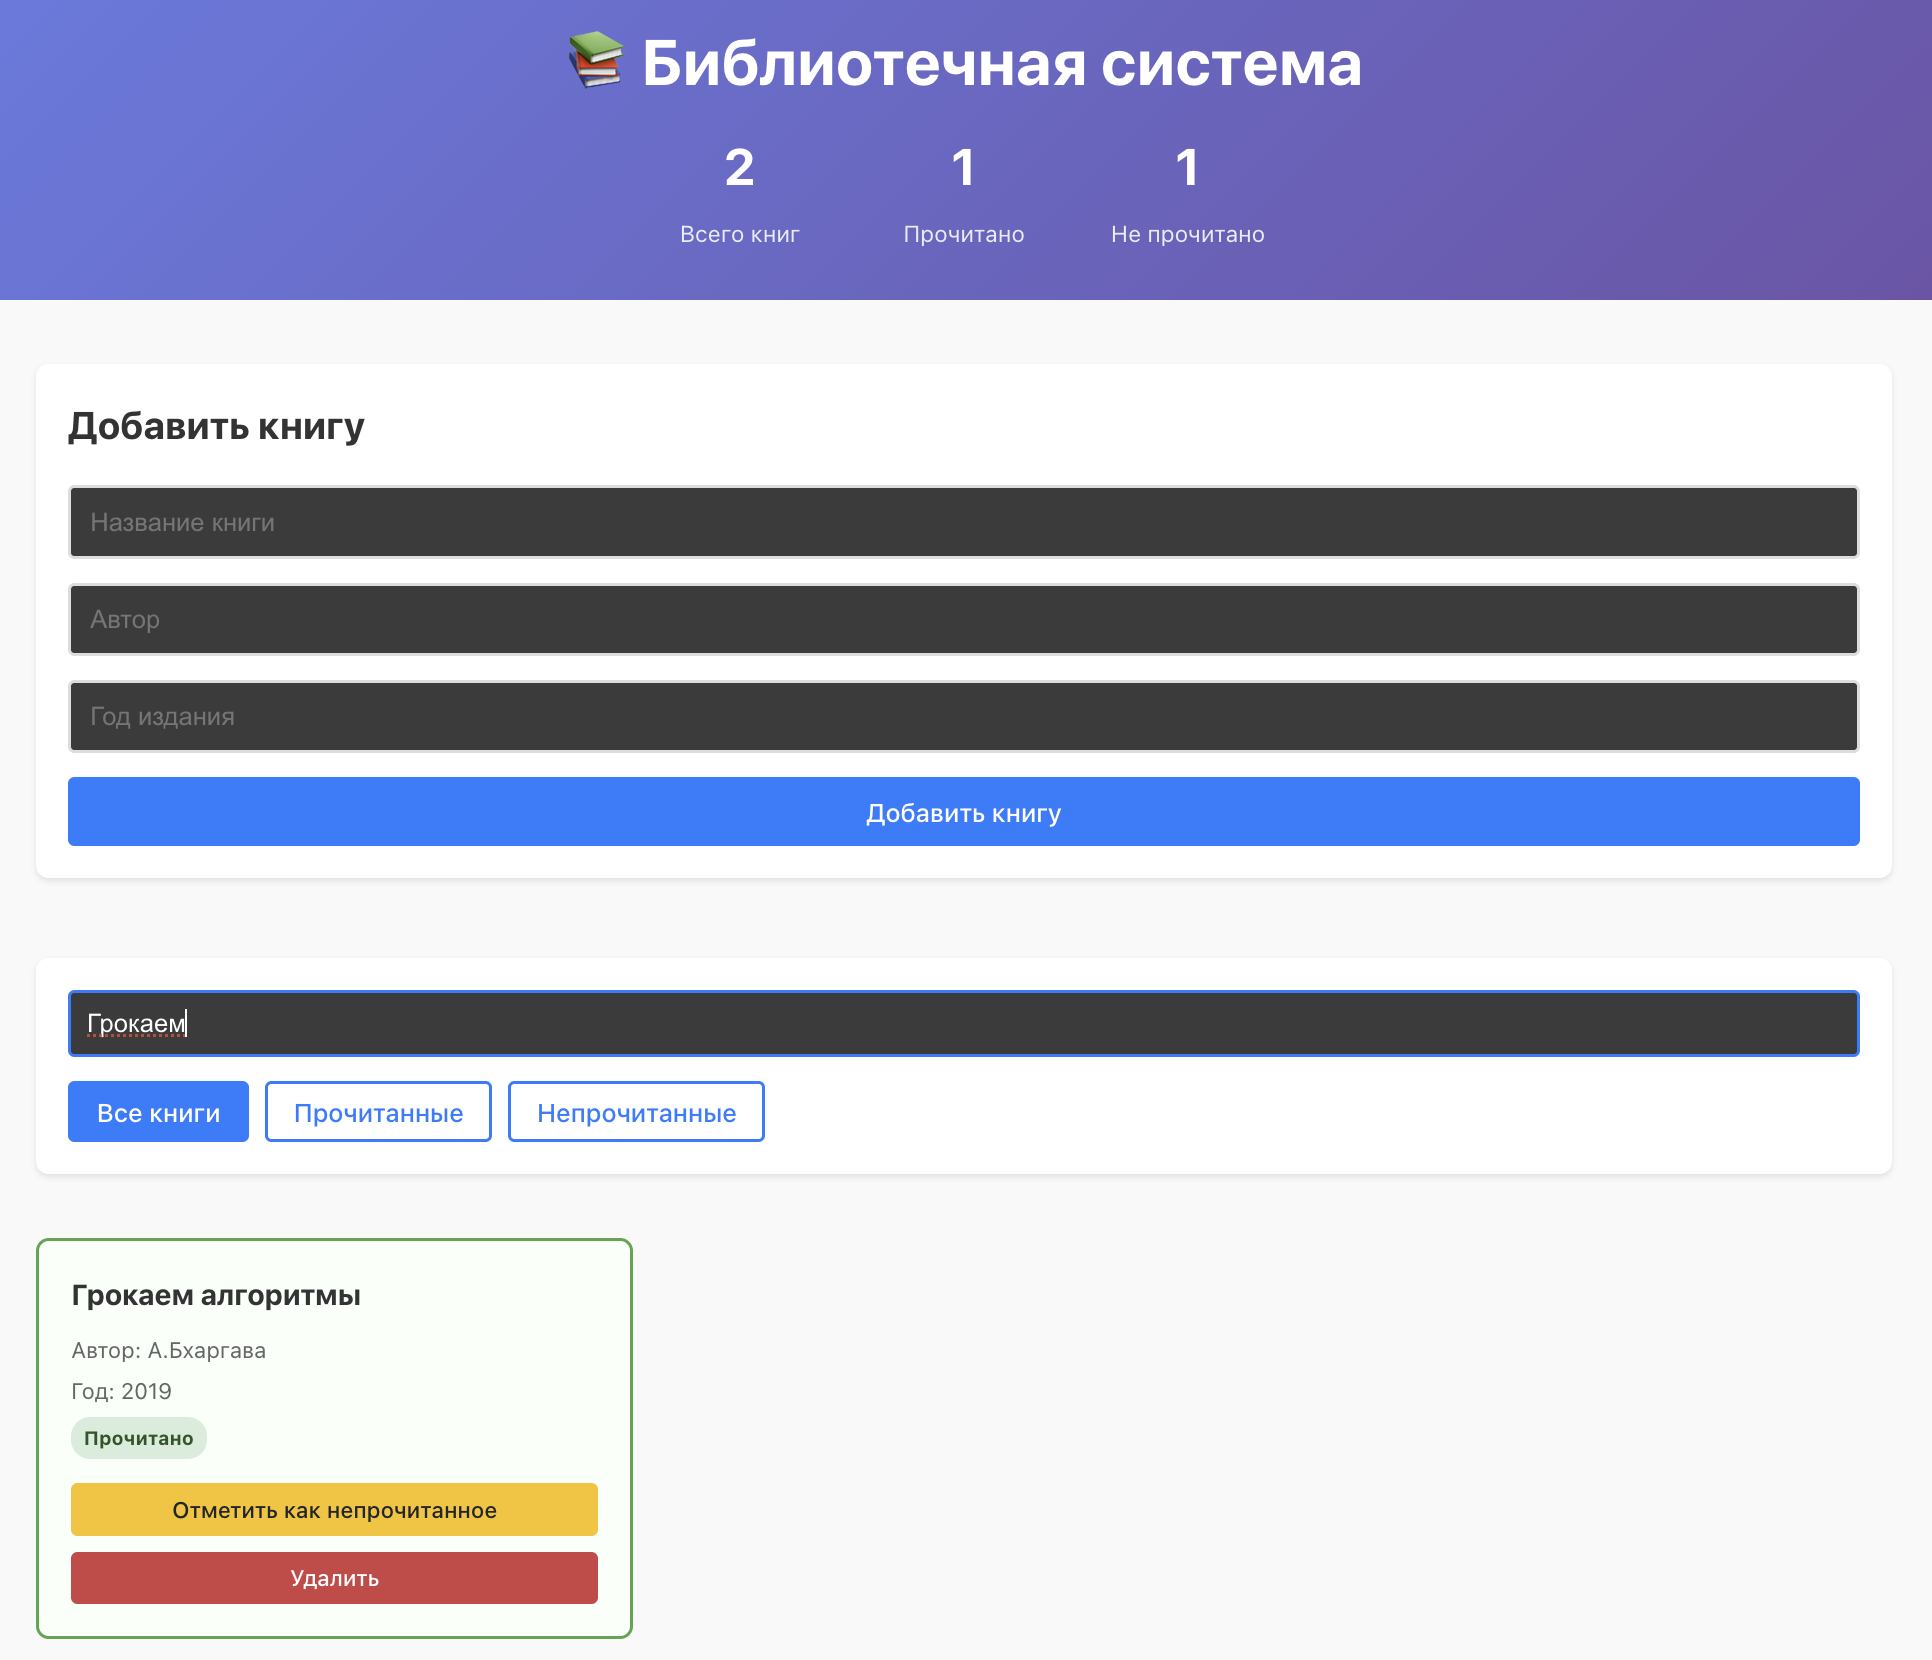 Библиотечная система
2 1 1
Всего книг Прочитано Не прочитано
Добавить книгу
Название книги
Автор
Год издания
Добавить книгу
Грокаем
Все книги Прочитанные Непрочитанные
Грокаем алгоритмы
Автор: А.Бхаргава
Год: 2019
Прочитано
Отметить как непрочитанное
Удалить